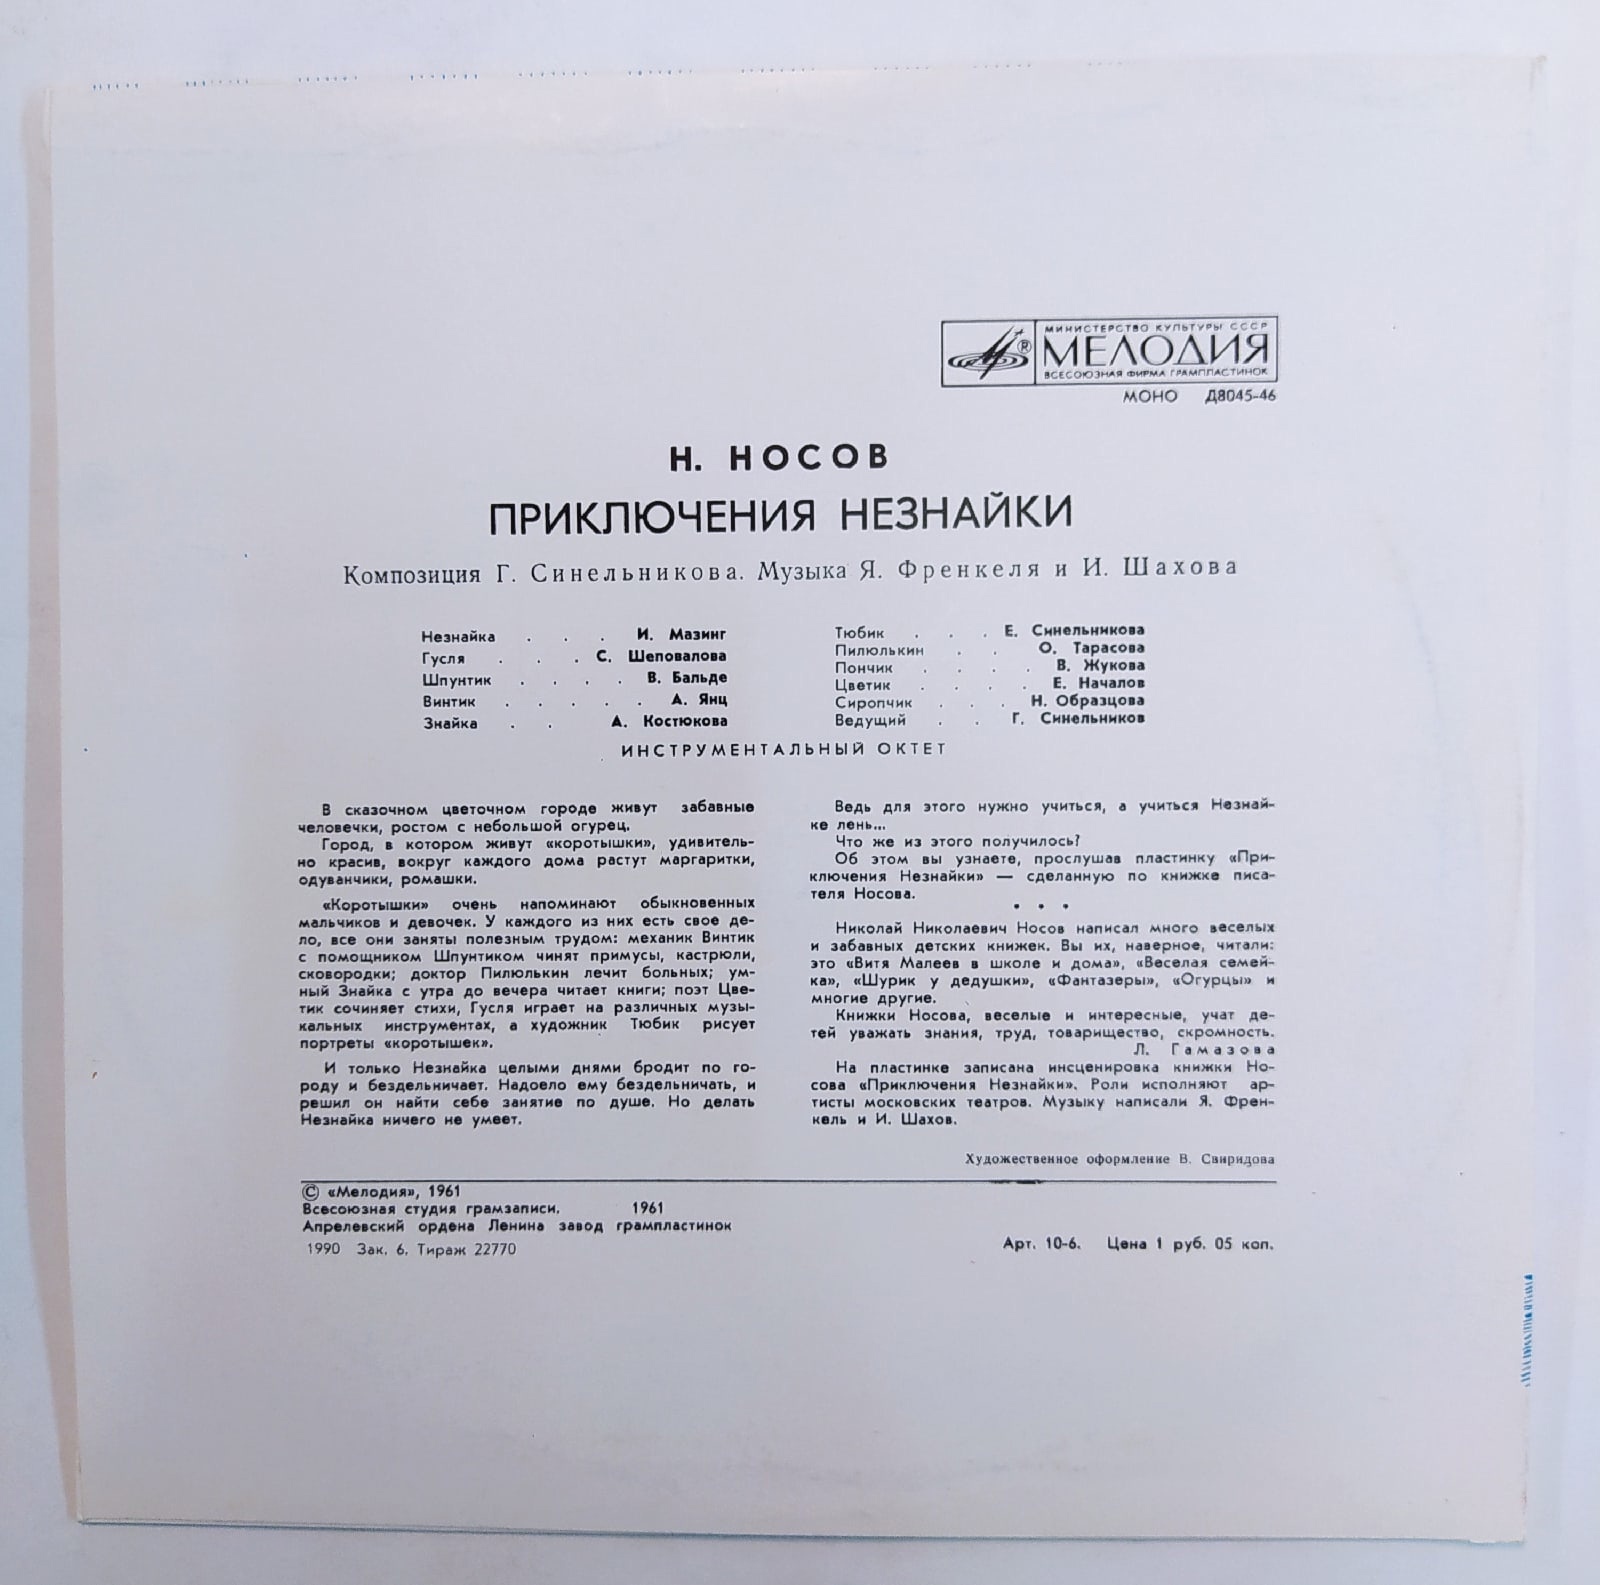 МИНИСТЕРСТВО КУЛЬТУРЫ СССР
МЕЛОДИЯ
ВСЕСОЮЗНАЯ ФИРМА ГРАМПЛАСТИНОК
МОНО Д8045-46
Н. НОСОВ
ПРИКЛЮЧЕНИЯ НЕЗНАЙКИ
Композиция Г. Синельникова. Музыка Я. Френкеля и И. Шахова
Незнайка . . . И. Мазинг
Гусля . . . С. Шеповалова
Шпунтик . . . . В. Бальде
Винтик . . . . . А. Янц
Знайка . . А. Костюкова
Тюбик . . . Е. Синельникова
Пилюлькин . . О. Тарасова
Пончик . . . . В. Жукова
Цветик . . . . Е. Началов
Сиропчик . . . Н. Образцова
Ведущий . . Г. Синельников
ИНСТРУМЕНТАЛЬНЫЙ ОКТЕТ
В сказочном цветочном городе живут забавные
человечки, ростом с небольшой огурец.
Город, в котором живут «коротышки», удивитель-
но красив, вокруг каждого дома растут маргаритки,
одуванчики, ромашки.
«Коротышки» очень напоминают обыкновенных
мальчиков и девочек. У каждого из них есть свое де-
ло, все они заняты полезным трудом: механик Винтик
с помощником Шпунтиком чинят примусы, кастрюли,
сковородки; доктор Пилюлькин лечит больных; ум-
ный Знайка с утра до вечера читает книги; поэт Цве-
тик сочиняет стихи, Гусля играет на различных музы-
кальных инструментах, а художник Тюбик рисует
портреты «коротышек».
И только Незнайка целыми днями бродит по го-
роду и бездельничает. Надоело ему бездельничать, и
решил он найти себе занятие по душе. Но делать
Незнайка ничего не умеет.
Ведь для этого нужно учиться, а учиться Незнай-
ке лень...
Что же из этого получилось?
Об этом вы узнаете, прослушав пластинку «При-
ключения Незнайки» — сделанную по книжке писа-
теля Носова.
• • •
Николай Николаевич Носов написал много веселых
и забавных детских книжек. Вы их, наверное, читали:
это «Витя Малеев в школе и дома», «Веселая семей-
ка», «Шурик у дедушки», «Фантазеры», «Огурцы» и
многие другие.
Книжки Носова, веселые и интересные, учат де-
тей уважать знания, труд, товарищество, скромность.
Л. Гамазова
На пластинке записана инсценировка книжки Но-
сова «Приключения Незнайки». Роли исполняют ар-
тисты московских театров. Музыку написали Я. Френ-
кель и И. Шахов.
Художественное оформление В. Свиридова
© «Мелодия», 1961
Всесоюзная студия грамзаписи. 1961
Апрелевский ордена Ленина завод грампластинок
1990 Зак. 6. Тираж 22770
Арт. 10-6. Цена 1 руб. 05 коп.